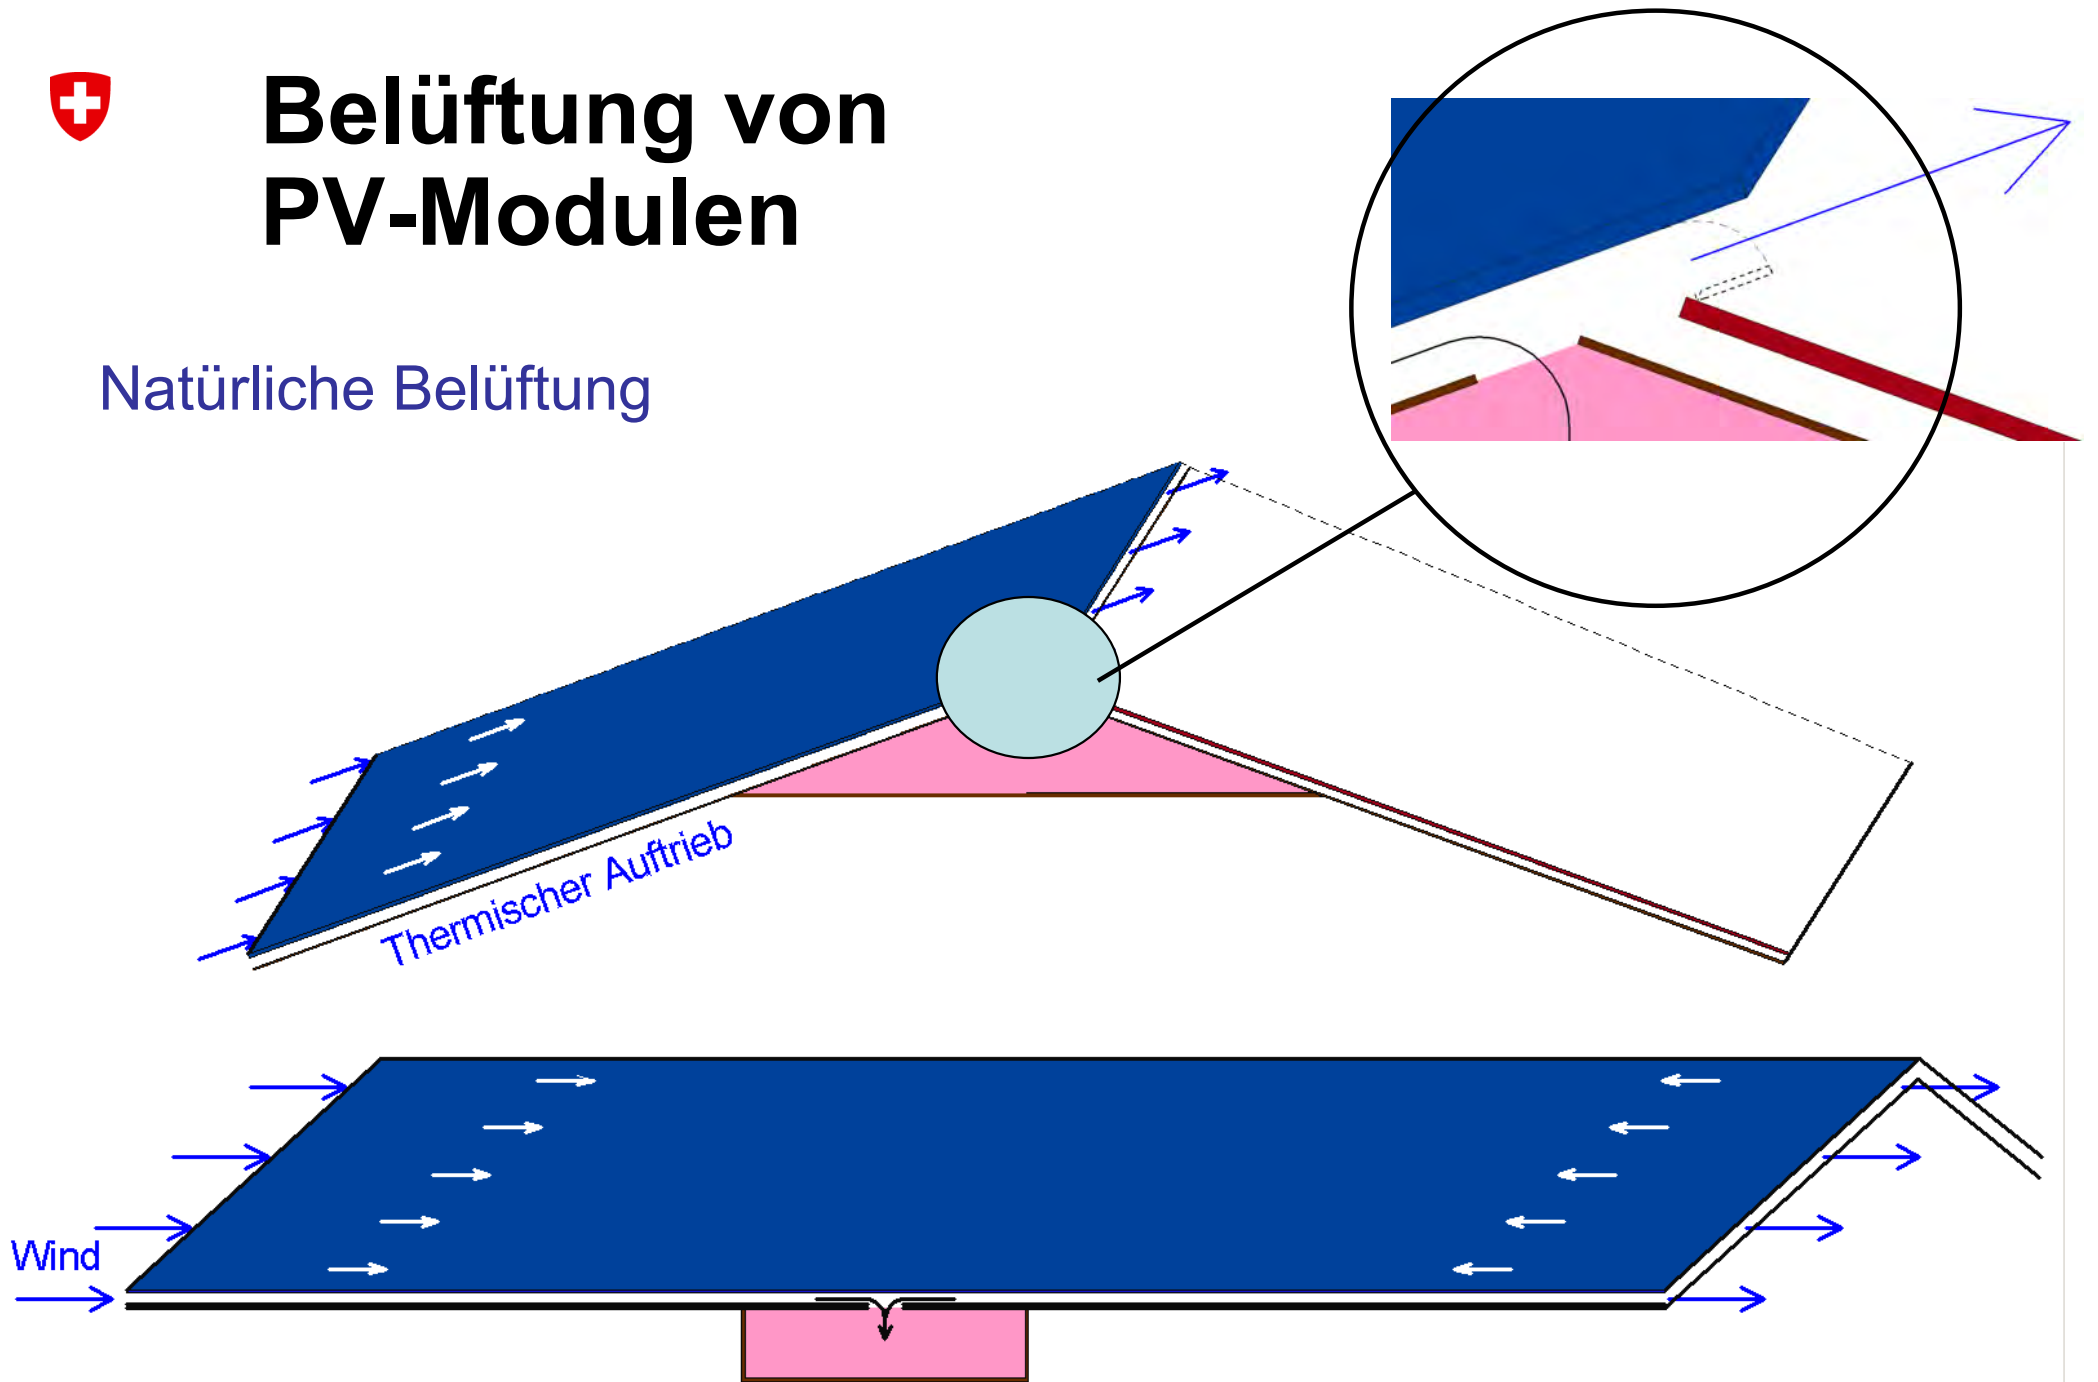 Belüftung von
PV-Modulen
Natürliche Belüftung
Thermischer Auftrieb
Wind